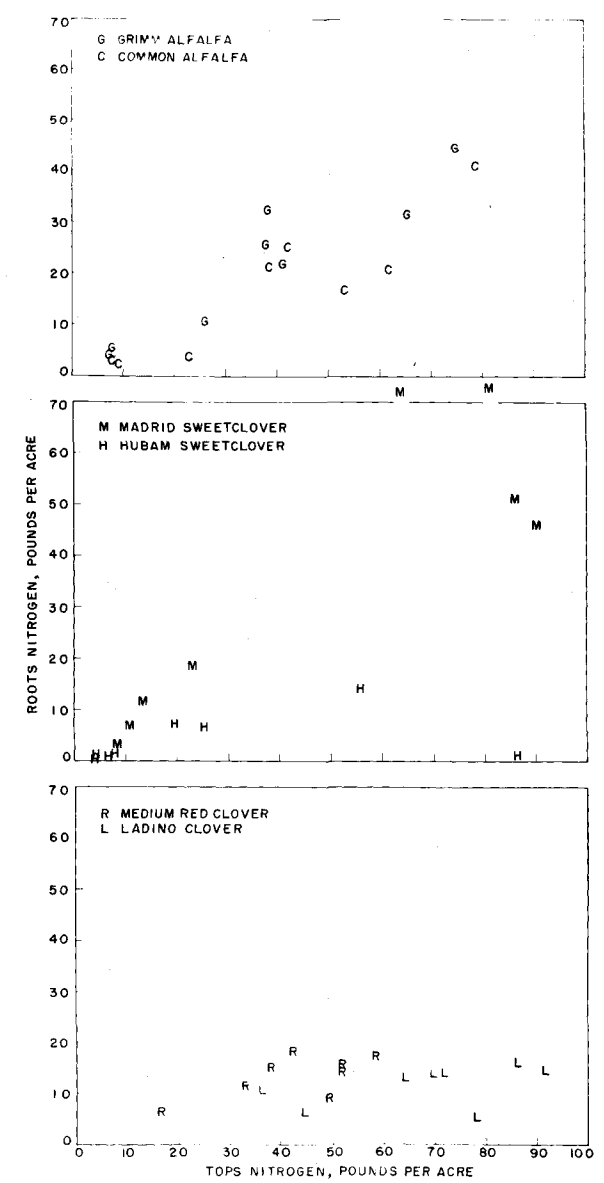 70
G GRIMM ALFALFA
C COMMON ALFALFA
60
50
G
C
40
G
G
30
G
C
C
G
C
20
C
G
10
G
G
C
C
C
0
M
M
70
M MADRID SWEETCLOVER
H HUBAM SWEETCLOVER
60
M
50
M
40
30
M
20
H
M
10
M
H
H
M
H
H
H
H
H
0
ROOTS NITROGEN, POUNDS PER ACRE
70
R MEDIUM RED CLOVER
L LADINO CLOVER
60
50
40
30
20
R
R
R
R
R
L
L
L
L
L
10
R
L
R
R
L
L
0
0 10 20 30 40 50 60 70 80 90 100
TOPS NITROGEN, POUNDS PER ACRE